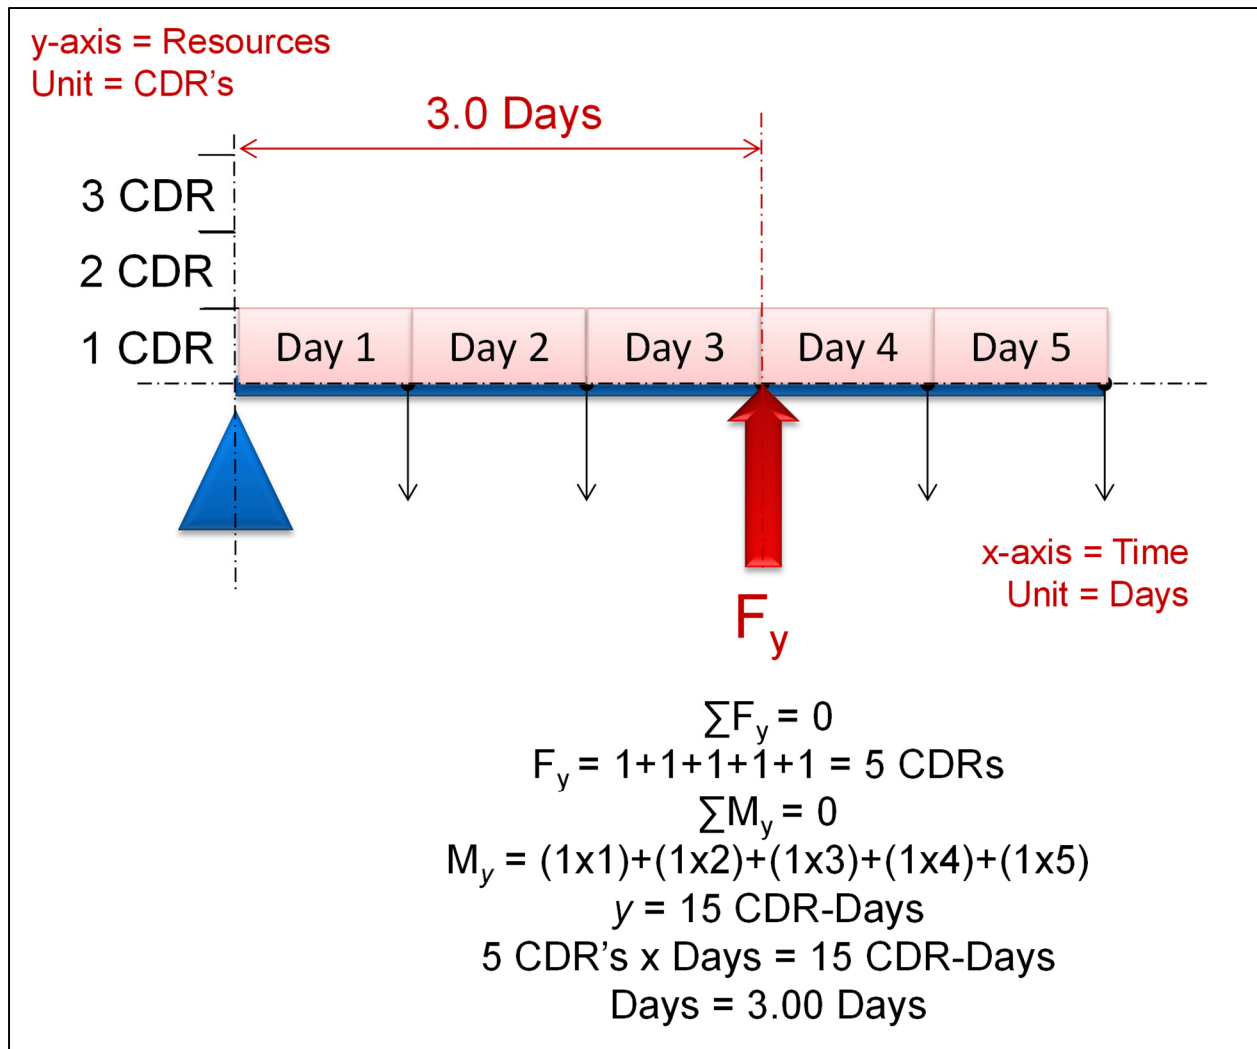 y-axis = Resources
Unit = CDR's
3.0 Days
3 CDR
2 CDR
1 CDR
Day 1
Day 2
Day 3
Day 4
Day 5
x-axis = Time
Unit = Days
Fy
∑Fy = 0
Fy = 1+1+1+1+1 = 5 CDRs
∑My = 0
My = (1x1)+(1x2)+(1x3)+(1x4)+(1x5)
y = 15 CDR-Days
5 CDR's x Days = 15 CDR-Days
Days = 3.00 Days